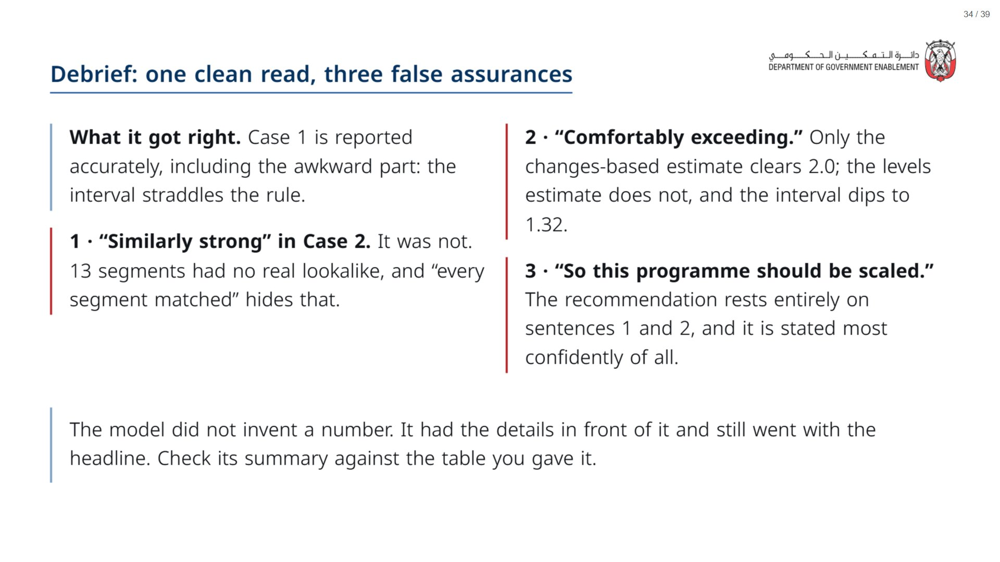 34 / 39
دائرة التمكين الحكومي
DEPARTMENT OF GOVERNMENT ENABLEMENT
Debrief: one clean read, three false assurances
What it got right. Case 1 is reported
accurately, including the awkward part: the
interval straddles the rule.
1 · “Similarly strong” in Case 2. It was not.
13 segments had no real lookalike, and “every
segment matched” hides that.
2 · “Comfortably exceeding.” Only the
changes-based estimate clears 2.0; the levels
estimate does not, and the interval dips to
1.32.
3 · “So this programme should be scaled.”
The recommendation rests entirely on
sentences 1 and 2, and it is stated most
confidently of all.
The model did not invent a number. It had the details in front of it and still went with the
headline. Check its summary against the table you gave it.